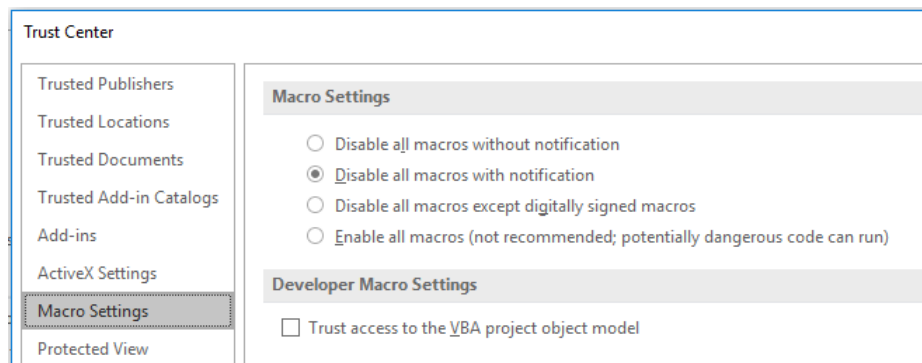 Trust Center
Trusted Publishers
Trusted Locations
Trusted Documents
Trusted Add-in Catalogs
Add-ins
ActiveX Settings
Macro Settings
Protected View
Macro Settings
Disable all macros without notification
Disable all macros with notification
Disable all macros except digitally signed macros
Enable all macros (not recommended; potentially dangerous code can run)
Developer Macro Settings
Trust access to the VBA project object model